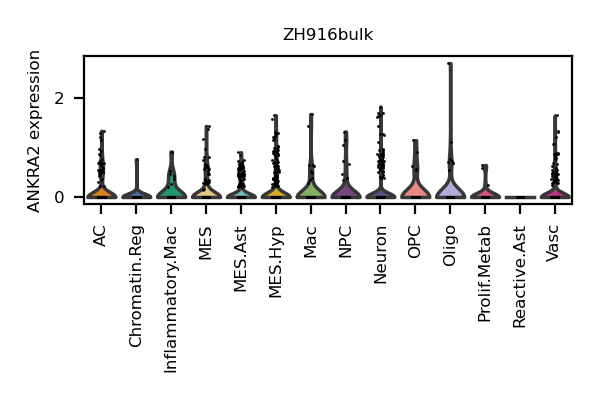 ZH916bulk
ANKRA2 expression
2
0
AC
Chromatin.Reg
Inflammatory.Mac
MES
MES.Ast
MES.Hyp
Mac
NPC
Neuron
OPC
Oligo
Prolif.Metab
Reactive.Ast
Vasc